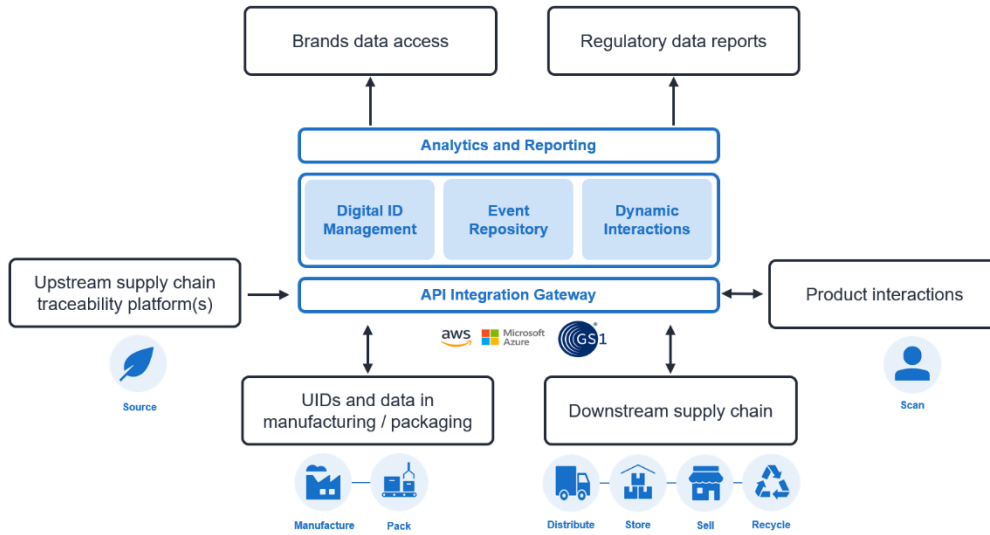 Brands data access
Regulatory data reports
Analytics and Reporting
Digital ID
Management
Event
Repository
Dynamic
Interactions
Upstream supply chain
traceability platform(s)
API Integration Gateway
Product interactions
aws
Microsoft
Azure
GS1
®
Source
UIDs and data in
manufacturing / packaging
Downstream supply chain
Scan
Manufacture
Pack
Distribute
Store
Sell
Recycle